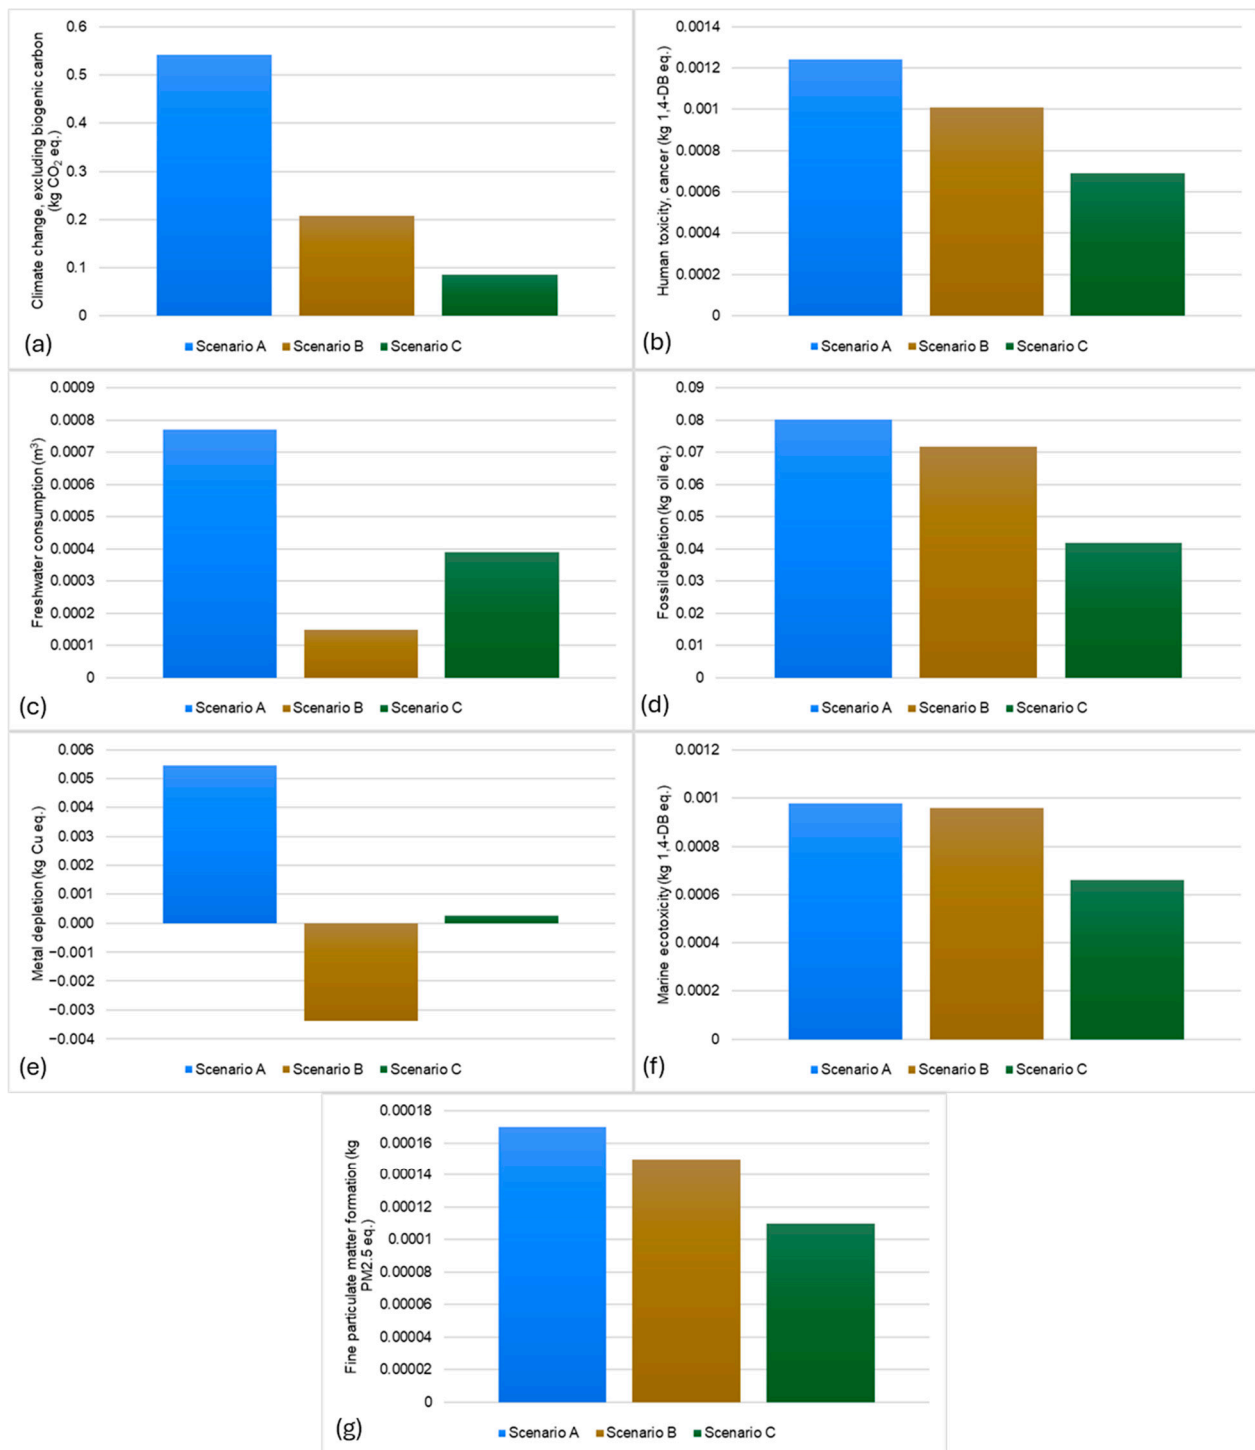 0.6
0.5
0.4
0.3
0.2
0.1
0
Climate change, excluding biogenic carbon
(kg CO₂ eq.)
(a)
Scenario A Scenario B Scenario C
0.0014
0.0012
0.001
0.0008
0.0006
0.0004
0.0002
0
Human toxicity, cancer (kg 1,4-DB eq.)
(b)
Scenario A Scenario B Scenario C
0.0009
0.0008
0.0007
0.0006
0.0005
0.0004
0.0003
0.0002
0.0001
0
Freshwater consumption (m³)
(c)
Scenario A Scenario B Scenario C
0.09
0.08
0.07
0.06
0.05
0.04
0.03
0.02
0.01
0
Fossil depletion (kg oil eq.)
(d)
Scenario A Scenario B Scenario C
0.006
0.005
0.004
0.003
0.002
0.001
0.000
−0.001
−0.002
−0.003
−0.004
Metal depletion (kg Cu eq.)
(e)
Scenario A Scenario B Scenario C
0.0012
0.001
0.0008
0.0006
0.0004
0.0002
0
Marine ecotoxicity (kg 1,4-DB eq.)
(f)
Scenario A Scenario B Scenario C
0.00018
0.00016
0.00014
0.00012
0.0001
0.00008
0.00006
0.00004
0.00002
0
Fine particulate matter formation (kg
PM2.5 eq.)
(g)
Scenario A Scenario B Scenario C